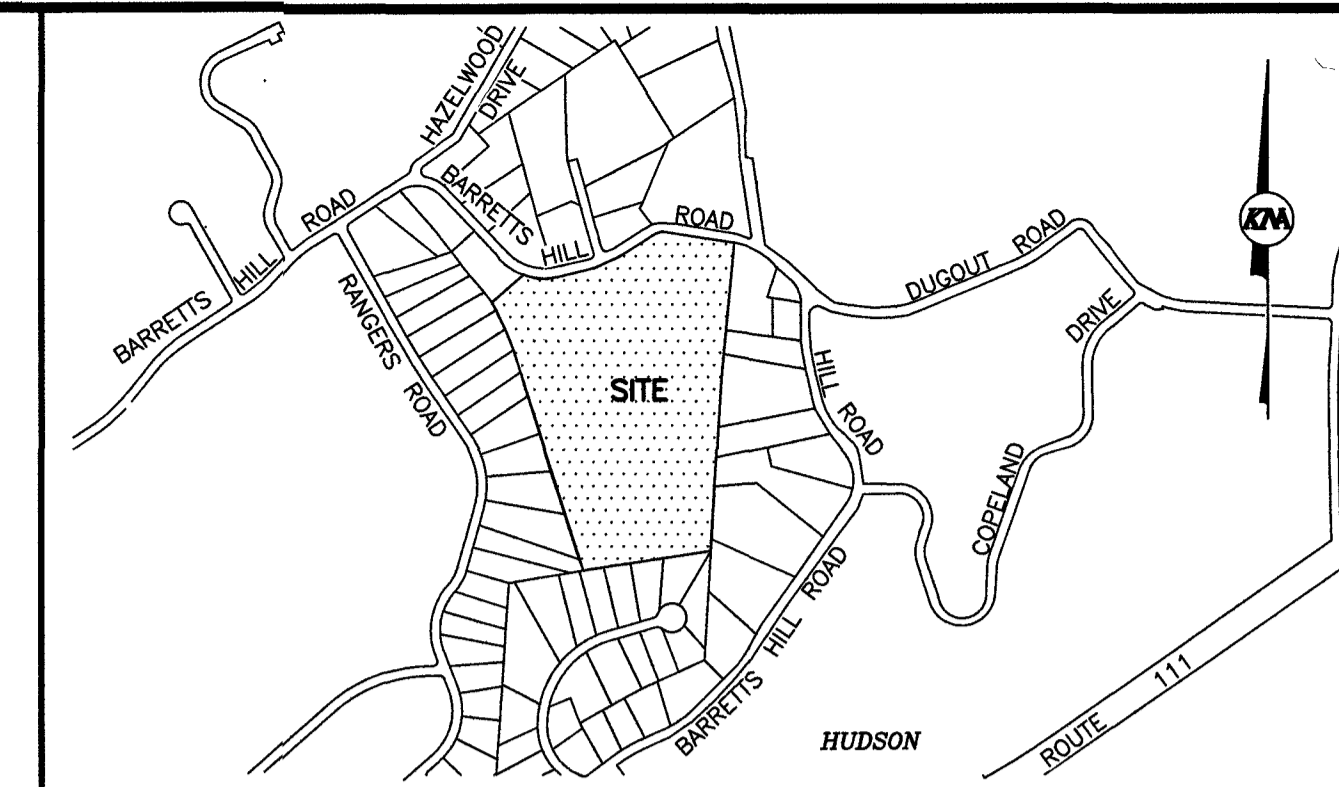 HAZELWOOD
DRIVE
BARRETTS
HILL
ROAD
BARRETTS
HILL
ROAD
RANGERS
ROAD
SITE
DUGOUT ROAD
DRIVE
COPELAND
HILL ROAD
BARRETTS HILL ROAD
HUDSON
ROUTE 111
KNA